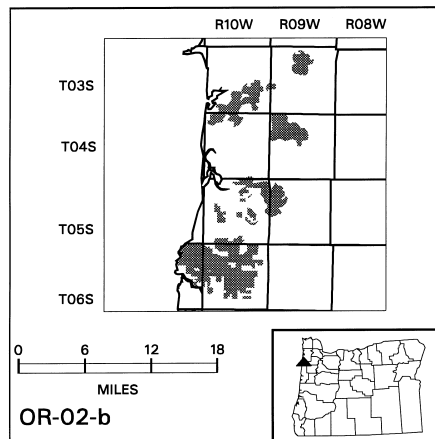 R10W R09W R08W
T03S
T04S
T05S
T06S
0 6 12 18
MILES
OR-02-b